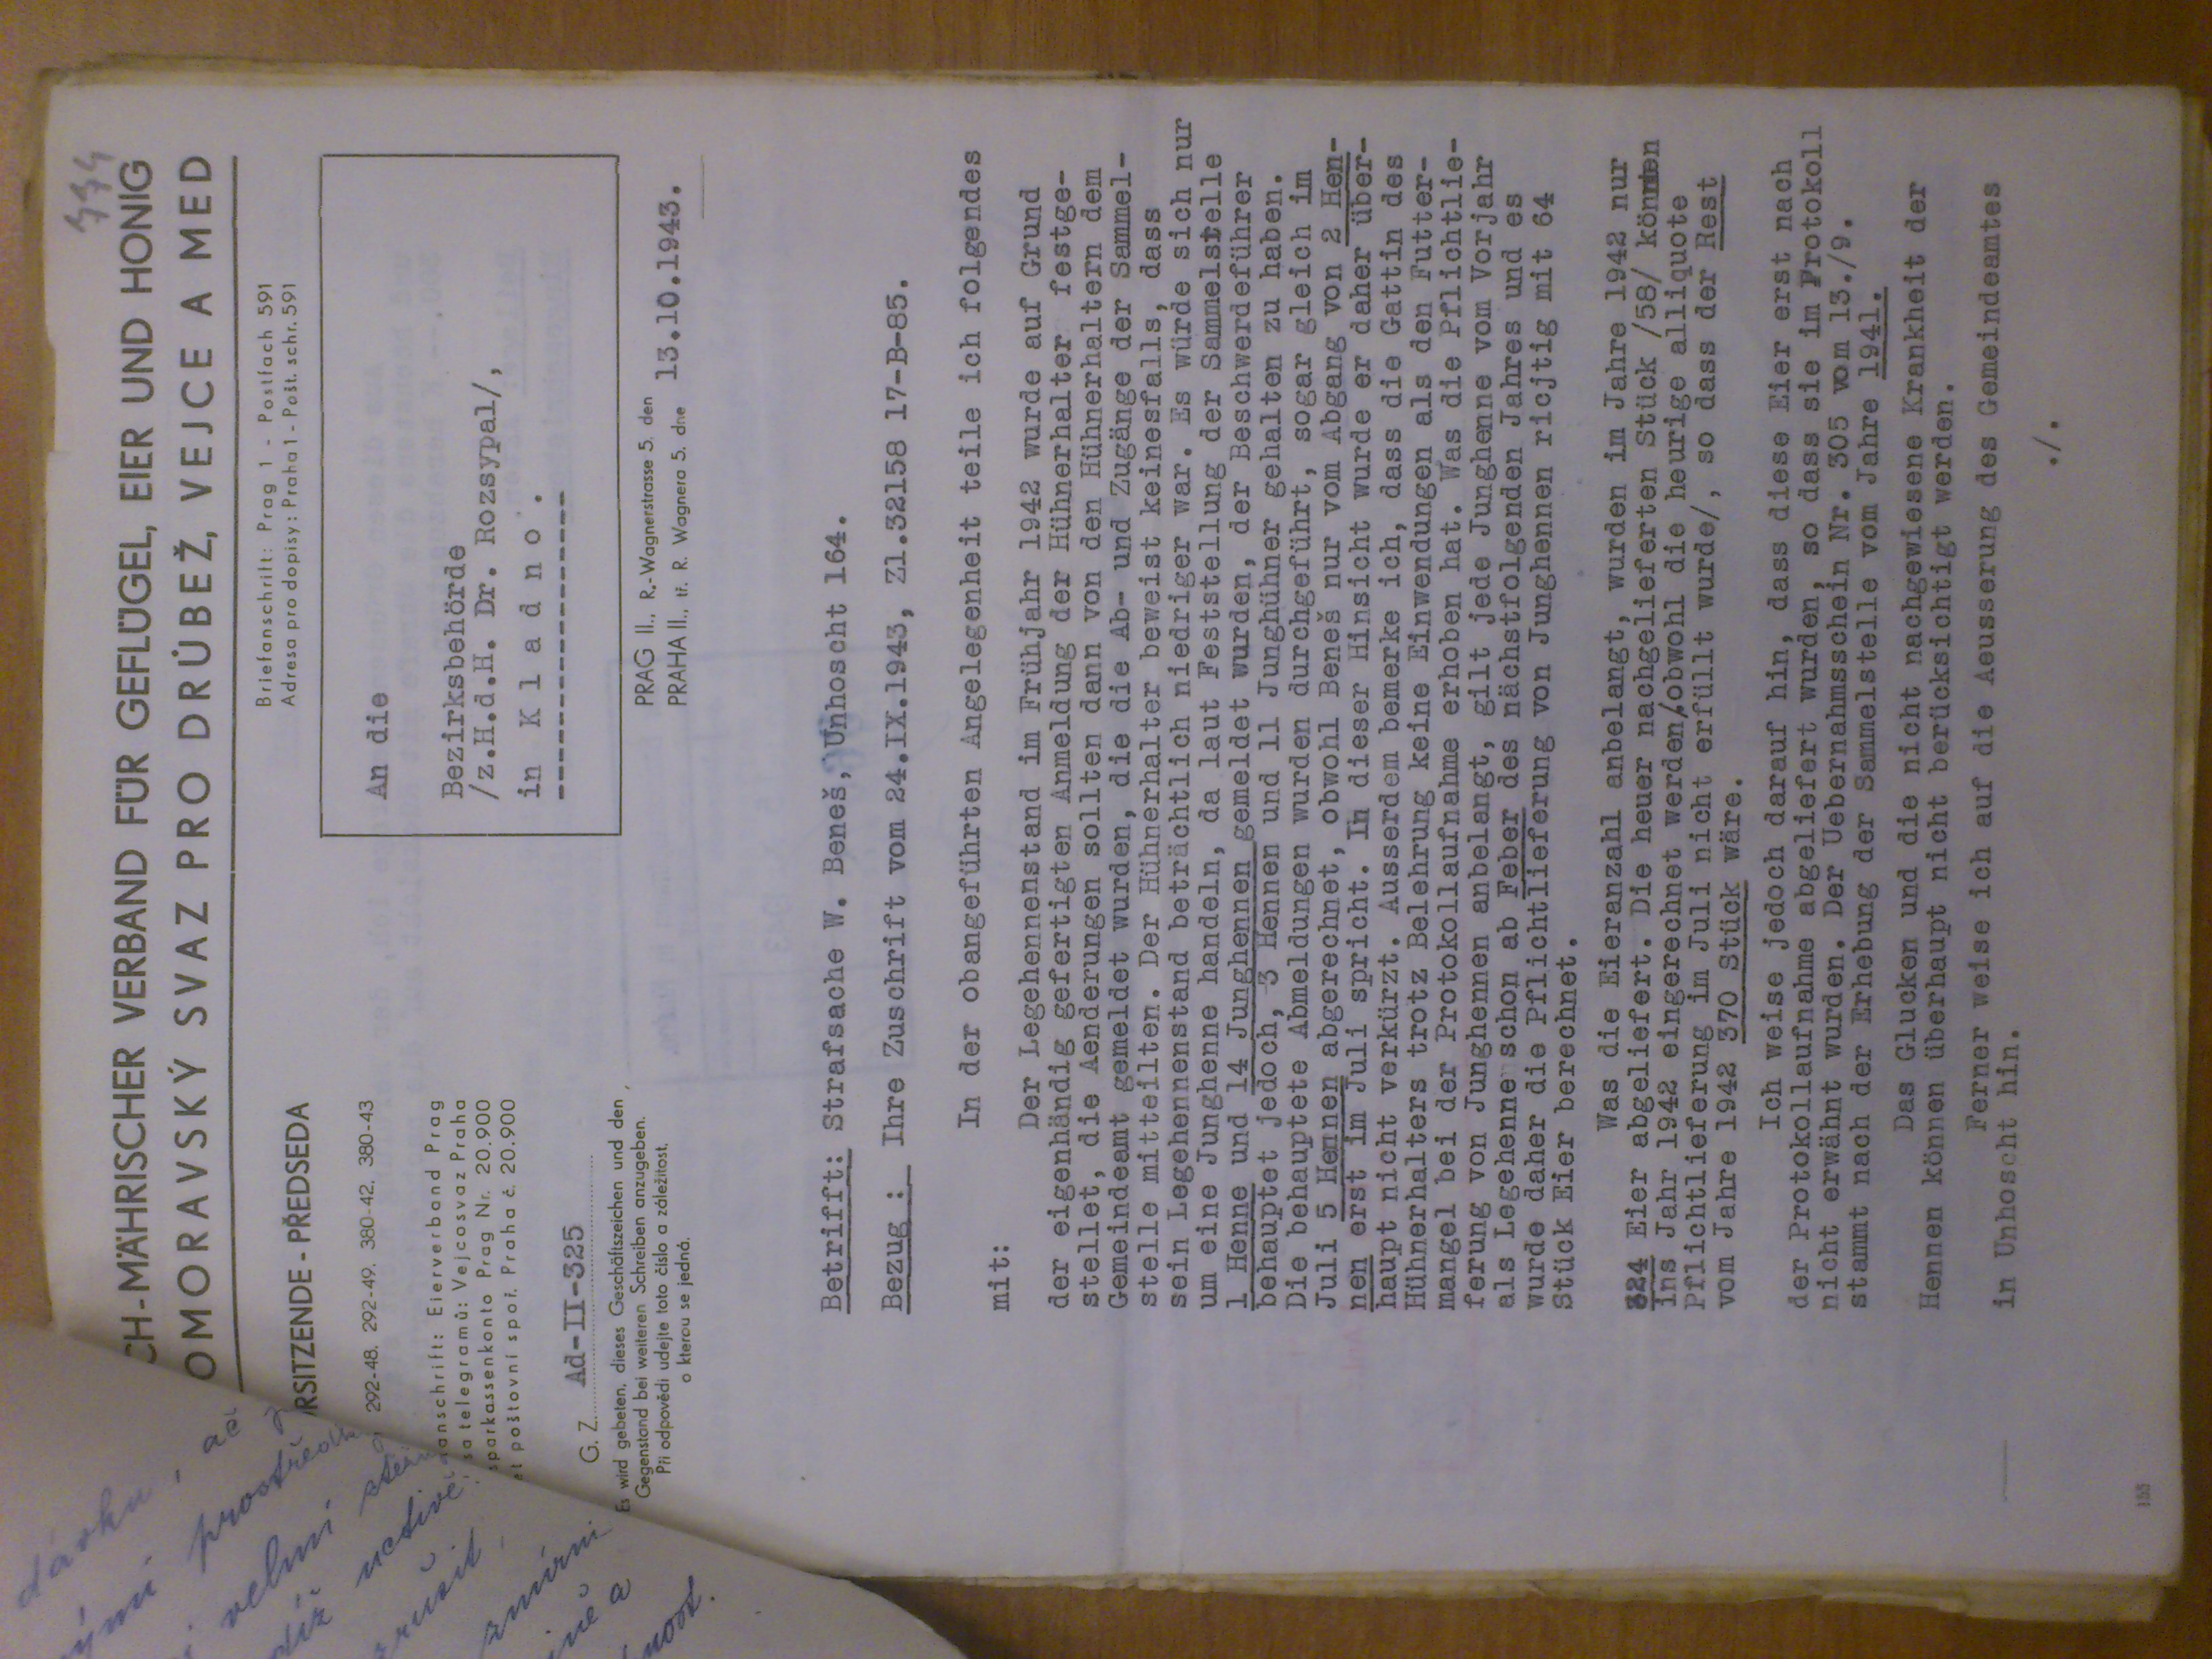 774
CH-MÄHRISCHER VERBAND FÜR GEFLÜGEL, EIER UND HONIG
OMORAVSKÝ SVAZ PRO DRŮBEŽ, VEJCE A MED
Briefanschrift: Prag 1 - Postfach 591
Adresa pro dopisy: Praha 1 - Pošt. schr. 591
RSITZENDE - PŘEDSEDA
292-48, 292-49, 380-42, 380-43
anschrift: Eierverband Prag
sa telegramů: Vejcosvaz Praha
sparkassenkonto Prag Nr. 20.900
et poštovní spoř. Praha č. 20.900
An die
Bezirksbehörde
/z.H.d.H. Dr. Rozsypal/,
in Kladno.
G. Z. Ad-II-325
Es wird gebeten, dieses Geschäftszeichen und den
Gegenstand bei weiteren Schreiben anzugeben.
Při odpovědi udejte toto číslo a záležitost,
o kterou se jedná.
PRAG II., R.-Wagnerstrasse 5, den
PRAHA II., tř. R. Wagnera 5, dne 13.10.1943.
Betrifft: Strafsache W. Beneš, Unhoscht 164.
Bezug : Ihre Zuschrift vom 24.IX.1943, Zl.32158 17-B-85.
In der obangeführten Angelegenheit teile ich folgendes
mit:
Der Legehennenstand im Frühjahr 1942 wurde auf Grund
der eigenhändig gefertigten Anmeldung der Hühnerhalter festge-
stellet, die Aenderungen sollten dann von den Hühnerhaltern dem
Gemeindeamt gemeldet wurden, die die Ab- und Zugänge der Sammel-
stelle mitteilten. Der Hühnerhalter beweist keinesfalls, dass
sein Legehennenstand beträchtlich niedriger war. Es würde sich nur
um eine Junghenne handeln, da laut Feststellung der Sammelstelle
1 Henne und 14 Junghennen gemeldet wurden, der Beschwerdeführer
behauptet jedoch, 3 Hennen und 11 Junghühner gehalten zu haben.
Die behauptete Abmeldungen wurden durchgeführt, sogar gleich im
Juli 5 Hennen abgerechnet, obwohl Beneš nur vom Abgang von 2 Hen-
nen erst im Juli spricht. In dieser Hinsicht wurde er daher über-
haupt nicht verkürzt. Ausserdem bemerke ich, dass die Gattin des
Hühnerhalters trotz Belehrung keine Einwendungen als den Futter-
mangel bei der Protokollaufnahme erhoben hat. Was die Pflichtlie-
ferung von Junghennen anbelangt, gilt jede Junghenne vom Vorjahr
als Legehenne schon ab Feber des nächstfolgenden Jahres und es
wurde daher die Pflichtlieferung von Junghennen ricjtig mit 64
Stück Eier berechnet.
Was die Eieranzahl anbelangt, wurden im Jahre 1942 nur
324 Eier abgeliefert. Die heuer nachgelieferten Stück /58/ könnten
ins Jahr 1942 eingerechnet werden/obwohl die heurige alliquote
Pflichtlieferung im Juli nicht erfüllt wurde/, so dass der Rest
vom Jahre 1942 370 Stück wäre.
Ich weise jedoch darauf hin, dass diese Eier erst nach
der Protokollaufnahme abgeliefert wurden, so dass sie im Protokoll
nicht erwähnt wurden. Der Uebernahmsschein Nr. 305 vom 13./9.
stammt nach der Erhebung der Sammelstelle vom Jahre 1941.
Das Glucken und die nicht nachgewiesene Krankheit der
Hennen können überhaupt nicht berücksichtigt werden.
Ferner weise ich auf die Aeusserung des Gemeindeamtes
in Unhoscht hin.
./.
155